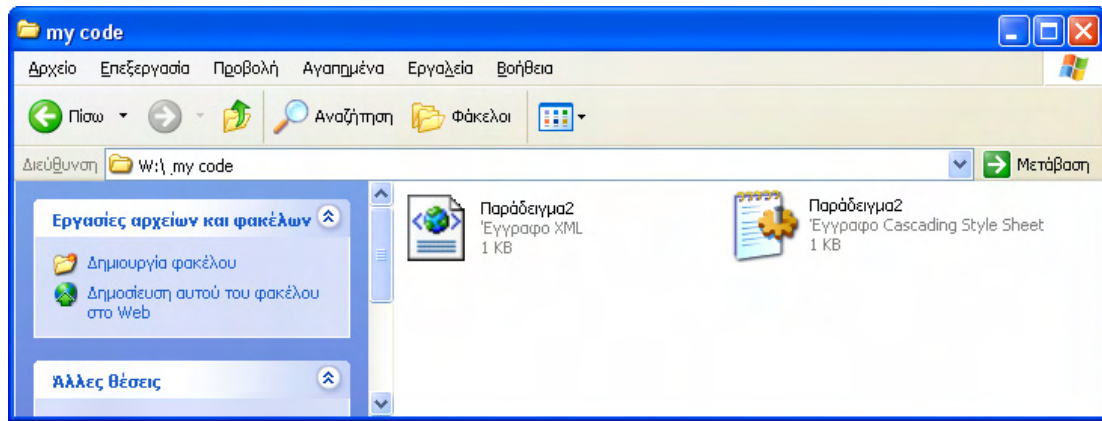 my code
Αρχείο Επεξεργασία Προβολή Αγαπημένα Εργαλεία Βοήθεια
Πίσω Αναζήτηση Φάκελοι
Διεύθυνση W:\_my code Μετάβαση
Εργασίες αρχείων και φακέλων
Δημιουργία φακέλου
Δημοσίευση αυτού του φακέλου
στο Web
Άλλες θέσεις
Παράδειγμα2
Έγγραφο XML
1 KB
Παράδειγμα2
Έγγραφο Cascading Style Sheet
1 KB